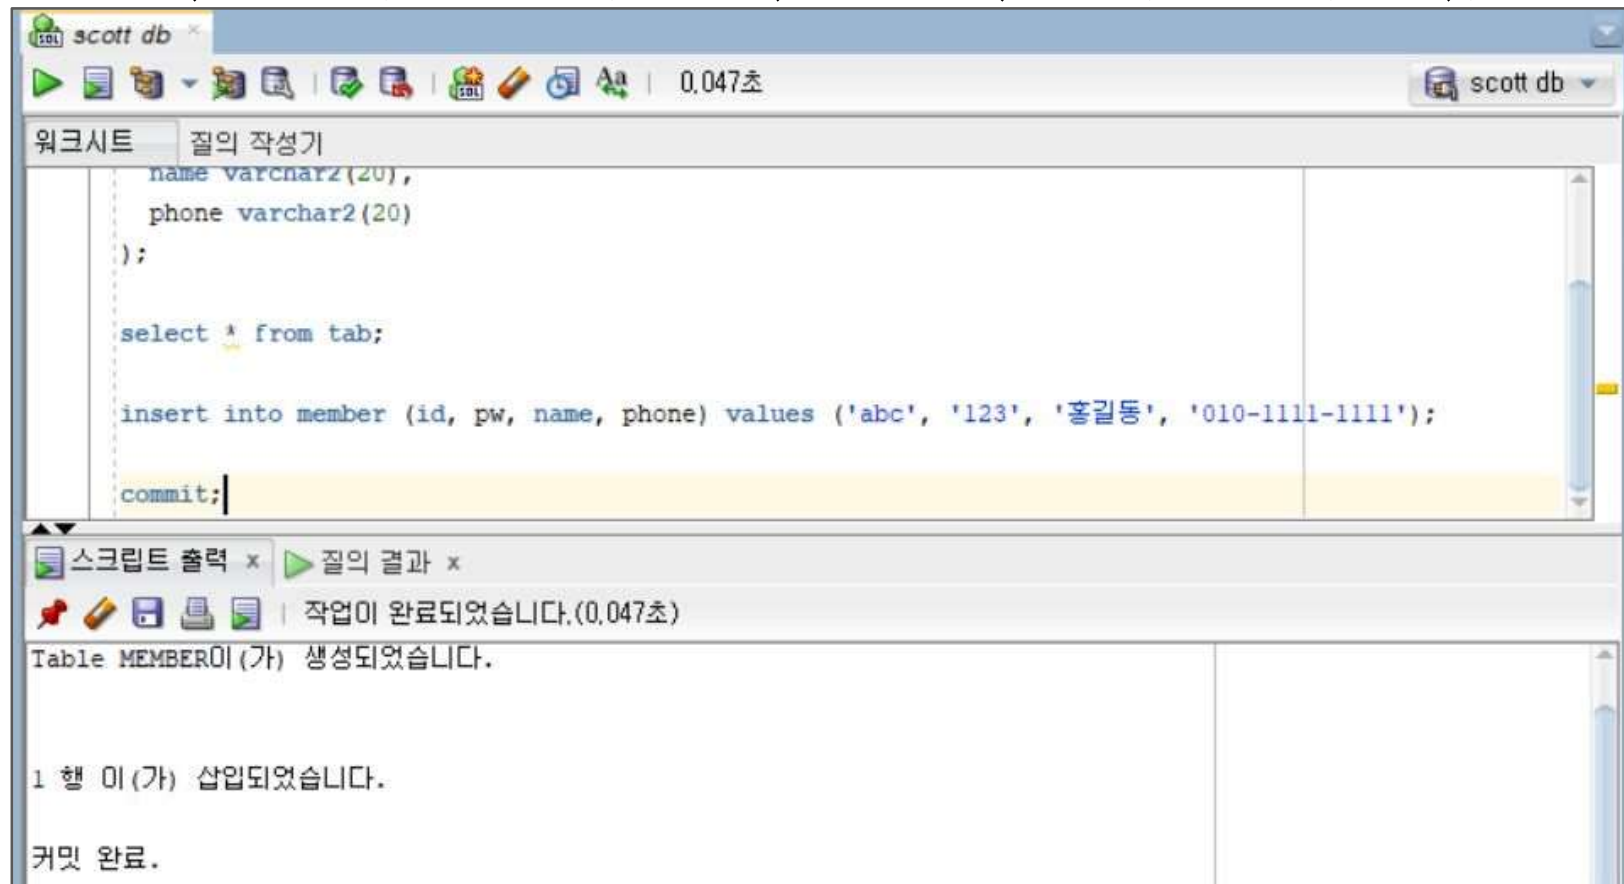 scott db
0,047초
scott db
워크시트 질의 작성기
name varchar2(20),
phone varchar2(20)
);
select * from tab;
insert into member (id, pw, name, phone) values ('abc', '123', '홍길동', '010-1111-1111');
commit;
스크립트 출력 x 질의 결과 x
작업이 완료되었습니다.(0,047초)
Table MEMBER이(가) 생성되었습니다.
1 행 이(가) 삽입되었습니다.
커밋 완료.